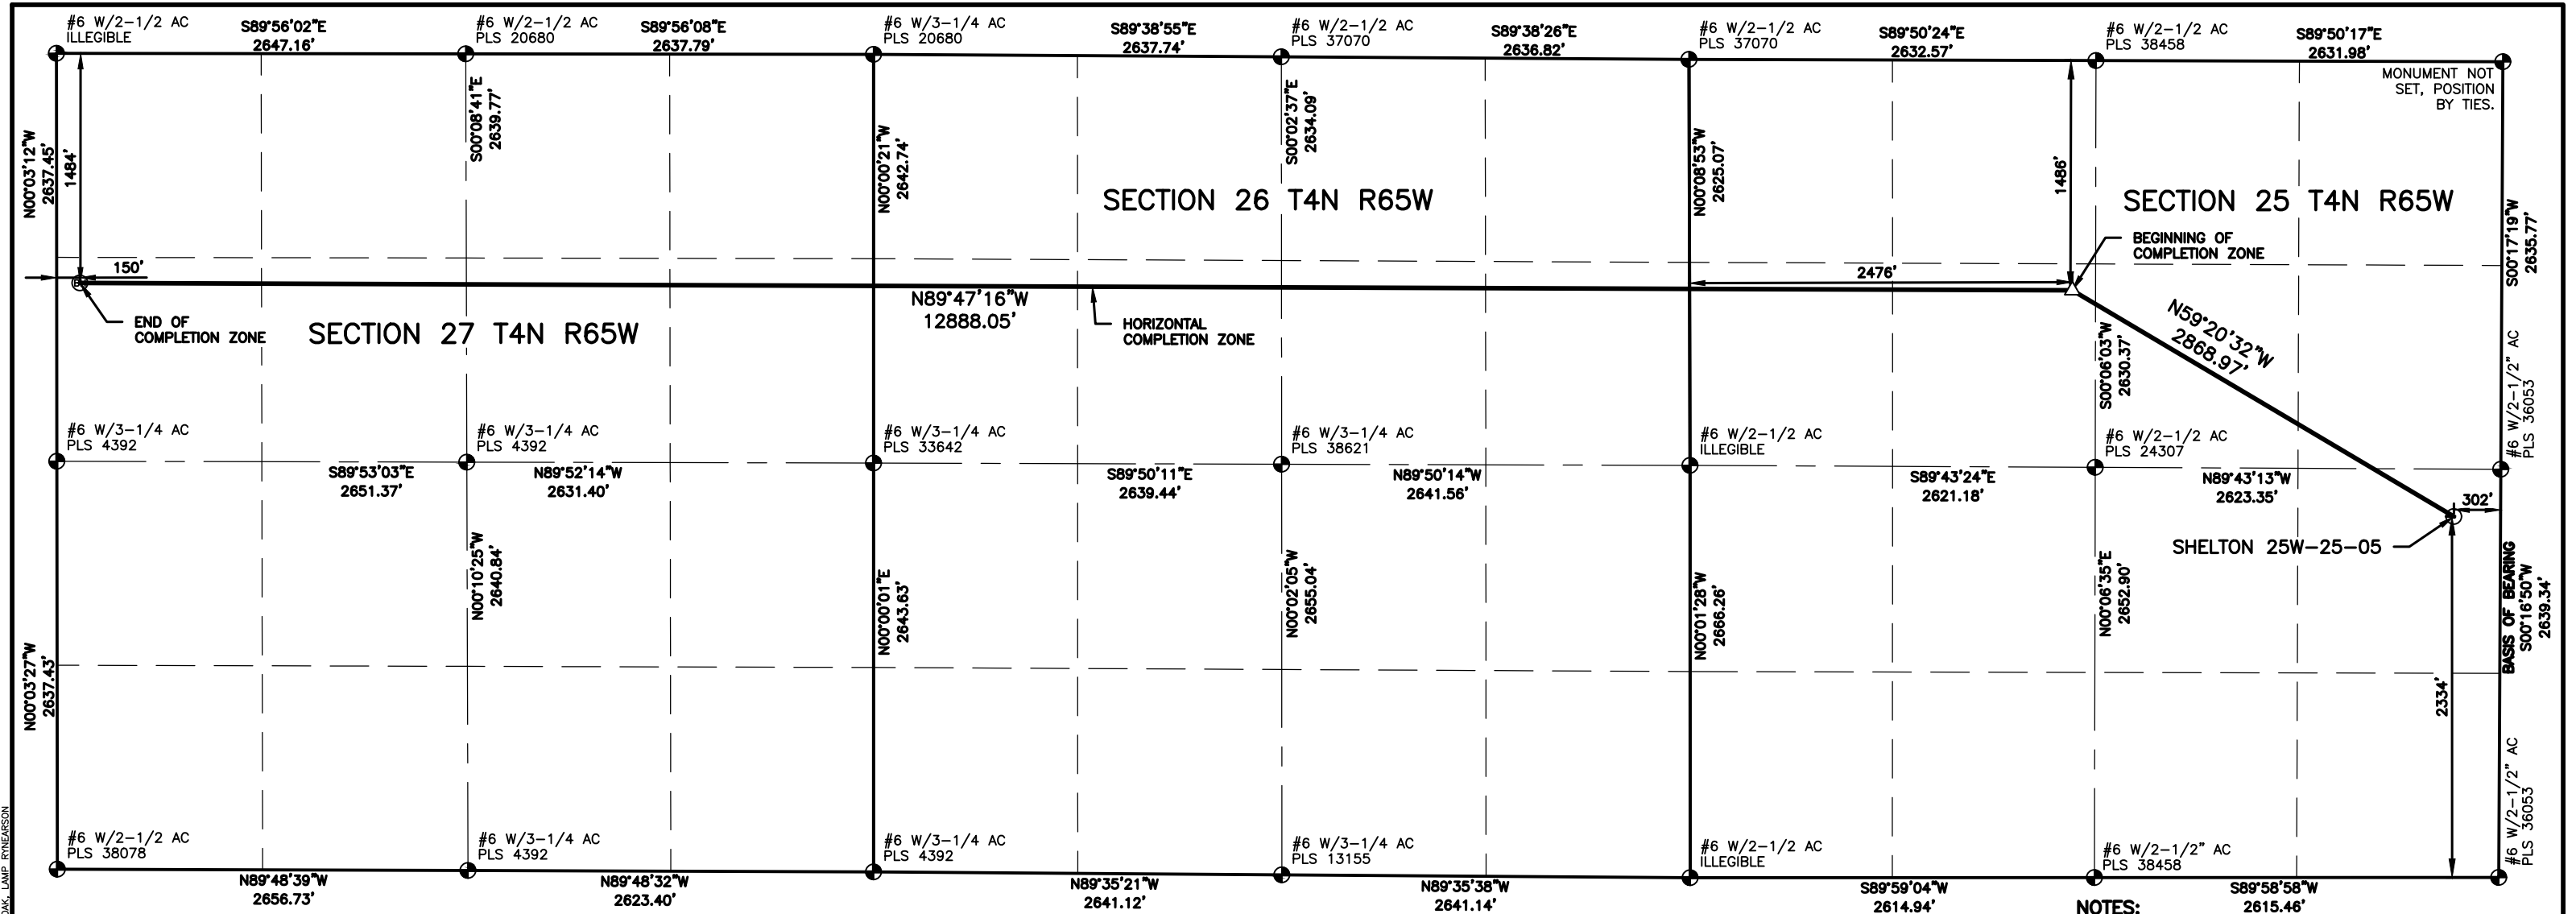 #6 W/2-1/2 AC
ILLEGIBLE
S89°56'02"E
2647.16'
#6 W/2-1/2 AC
PLS 20680
S89°56'08"E
2637.79'
#6 W/3-1/4 AC
PLS 20680
S89°38'55"E
2637.74'
#6 W/2-1/2 AC
PLS 37070
S89°38'26"E
2636.82'
#6 W/2-1/2 AC
PLS 37070
S89°50'24"E
2632.57'
#6 W/2-1/2 AC
PLS 38458
S89°50'17"E
2631.98'
MONUMENT NOT
SET, POSITION
BY TIES.
N00°03'12"W
2637.45'
1484'
S00°08'41"E
2639.77'
N00°00'21"W
2642.74'
S00°02'37"E
2634.09'
N00°08'53"W
2625.07'
1486'
S00°17'19"W
2635.77'
SECTION 26 T4N R65W
SECTION 25 T4N R65W
BEGINNING OF
COMPLETION ZONE
150'
2476'
END OF
COMPLETION ZONE
SECTION 27 T4N R65W
N89°47'16"W
12888.05'
HORIZONTAL
COMPLETION ZONE
N59°20'32"W
2868.97'
S00°06'03"W
2630.37'
#6 W/2-1/2" AC
PLS 36053
#6 W/3-1/4 AC
PLS 4392
#6 W/3-1/4 AC
PLS 4392
#6 W/3-1/4 AC
PLS 33642
#6 W/3-1/4 AC
PLS 38621
#6 W/2-1/2 AC
ILLEGIBLE
#6 W/2-1/2 AC
PLS 24307
S89°53'03"E
2651.37'
N89°52'14"W
2631.40'
S89°50'11"E
2639.44'
N89°50'14"W
2641.56'
S89°43'24"E
2621.18'
N89°43'13"W
2623.35'
302'
SHELTON 25W-25-05
N00°03'27"W
2637.43'
N00°10'25"W
2640.84'
N00°00'01"E
2643.63'
N00°02'05"W
2655.04'
N00°01'28"W
2666.26'
N00°06'35"E
2652.90'
2334'
BASIS OF BEARING
S00°16'50"W
2639.34'
#6 W/2-1/2" AC
PLS 36053
#6 W/2-1/2 AC
PLS 38078
#6 W/3-1/4 AC
PLS 4392
#6 W/3-1/4 AC
PLS 4392
#6 W/3-1/4 AC
PLS 13155
#6 W/2-1/2 AC
ILLEGIBLE
#6 W/2-1/2" AC
PLS 38458
N89°48'39"W
2656.73'
N89°48'32"W
2623.40'
N89°35'21"W
2641.12'
N89°35'38"W
2641.14'
S89°59'04"W
2614.94'
S89°58'58"W
2615.46'
NOTES:
LAMP RYNEARSON